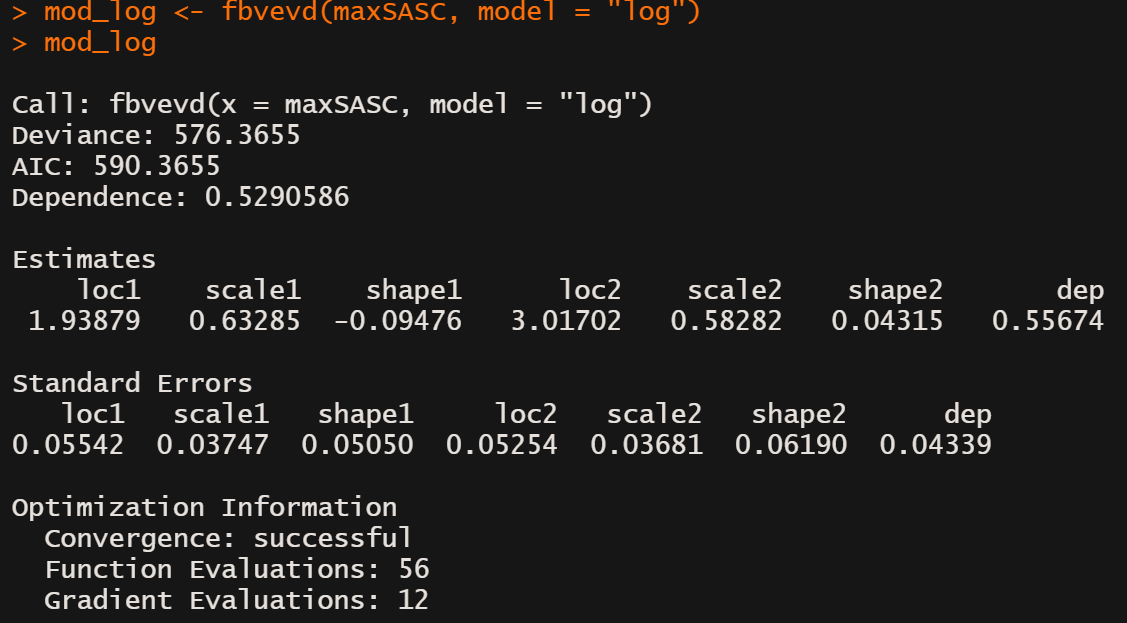 > mod_log <- fbvevd(maxSASC, model = "log")
> mod_log
Call: fbvevd(x = maxSASC, model = "log")
Deviance: 576.3655
AIC: 590.3655
Dependence: 0.5290586
Estimates
loc1 scale1 shape1 loc2 scale2 shape2 dep
1.93879 0.63285 -0.09476 3.01702 0.58282 0.04315 0.55674
Standard Errors
loc1 scale1 shape1 loc2 scale2 shape2 dep
0.05542 0.03747 0.05050 0.05254 0.03681 0.06190 0.04339
Optimization Information
Convergence: successful
Function Evaluations: 56
Gradient Evaluations: 12